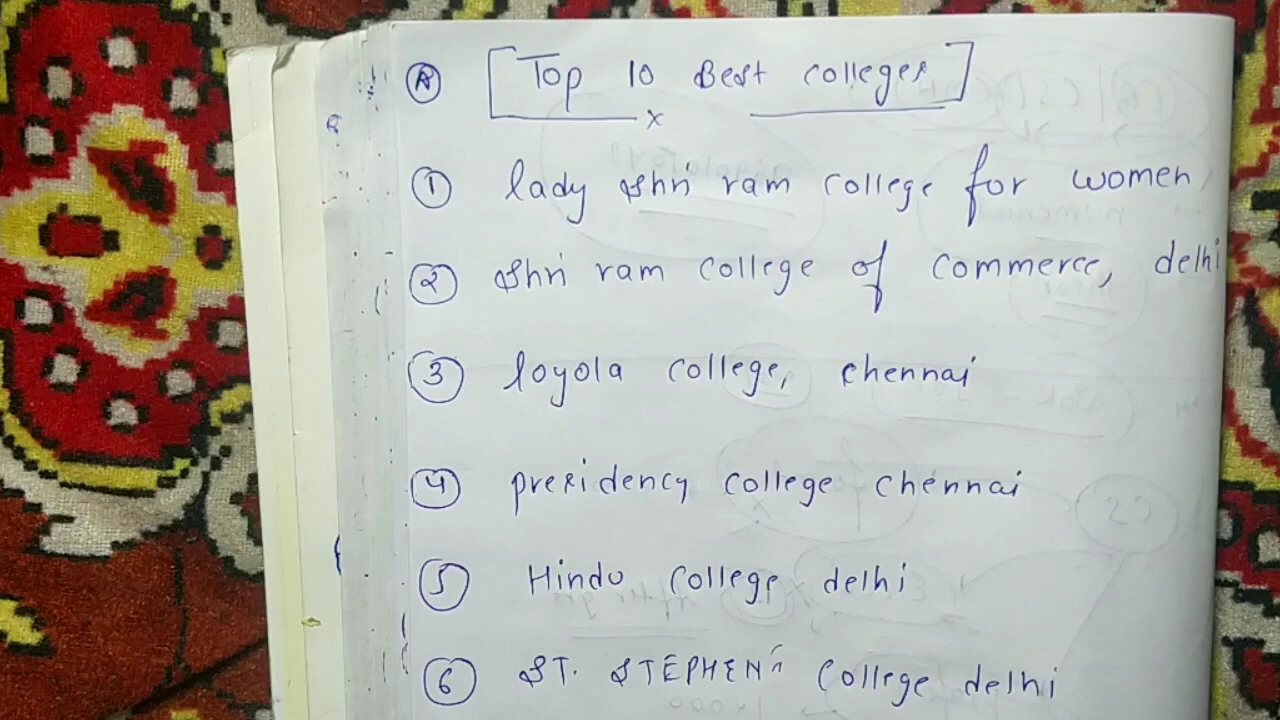 R [Top 10 Best colleges]
x
1 lady shri ram college for women,
2 shri ram college of commerce, delhi
3 loyola college, chennai
4 presidency college chennai
5 Hindu college delhi
6 ST. STEPHEN's college delhi